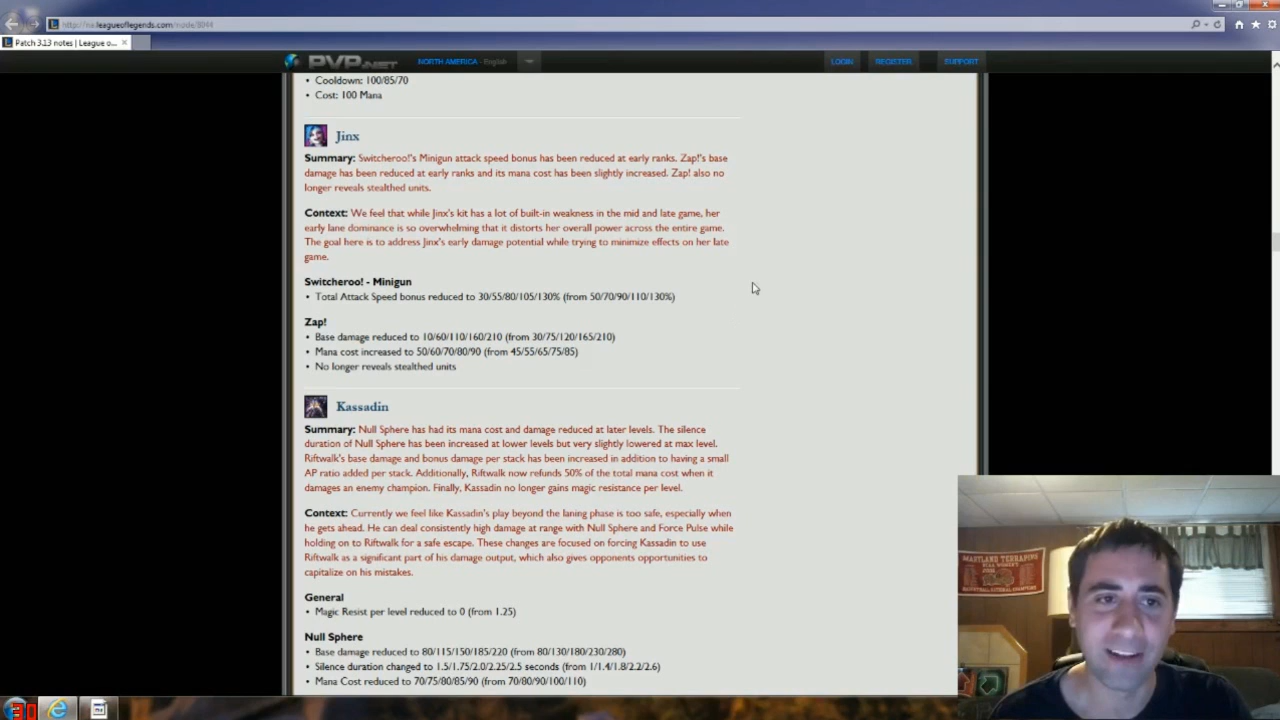 http://na.leagueoflegends.com/node/8044
Patch 3.13 notes | League o...
PVP.NET
NORTH AMERICA - English
LOGIN
REGISTER
SUPPORT
• Cooldown: 100/85/70
• Cost: 100 Mana
Jinx
Summary: Switcheroo!'s Minigun attack speed bonus has been reduced at early ranks. Zap!'s base
damage has been reduced at early ranks and its mana cost has been slightly increased. Zap! also no
longer reveals stealthed units.
Context: We feel that while Jinx's kit has a lot of built-in weakness in the mid and late game, her
early lane dominance is so overwhelming that it distorts her overall power across the entire game.
The goal here is to address Jinx's early damage potential while trying to minimize effects on her late
game.
Switcheroo! - Minigun
• Total Attack Speed bonus reduced to 30/55/80/105/130% (from 50/70/90/110/130%)
Zap!
• Base damage reduced to 10/60/110/160/210 (from 30/75/120/165/210)
• Mana cost increased to 50/60/70/80/90 (from 45/55/65/75/85)
• No longer reveals stealthed units
Kassadin
Summary: Null Sphere has had its mana cost and damage reduced at later levels. The silence
duration of Null Sphere has been increased at lower levels but very slightly lowered at max level.
Riftwalk's base damage and bonus damage per stack has been increased in addition to having a small
AP ratio added per stack. Additionally, Riftwalk now refunds 50% of the total mana cost when it
damages an enemy champion. Finally, Kassadin no longer gains magic resistance per level.
Context: Currently we feel like Kassadin's play beyond the laning phase is too safe, especially when
he gets ahead. He can deal consistently high damage at range with Null Sphere and Force Pulse while
holding on to Riftwalk for a safe escape. These changes are focused on forcing Kassadin to use
Riftwalk as a significant part of his damage output, which also gives opponents opportunities to
capitalize on his mistakes.
General
• Magic Resist per level reduced to 0 (from 1.25)
Null Sphere
• Base damage reduced to 80/115/150/185/220 (from 80/130/180/230/280)
• Silence duration changed to 1.5/1.75/2.0/2.25/2.5 seconds (from 1/1.4/1.8/2.2/2.6)
• Mana Cost reduced to 70/75/80/85/90 (from 70/80/90/100/110)
MARYLAND TERRAPINS
30